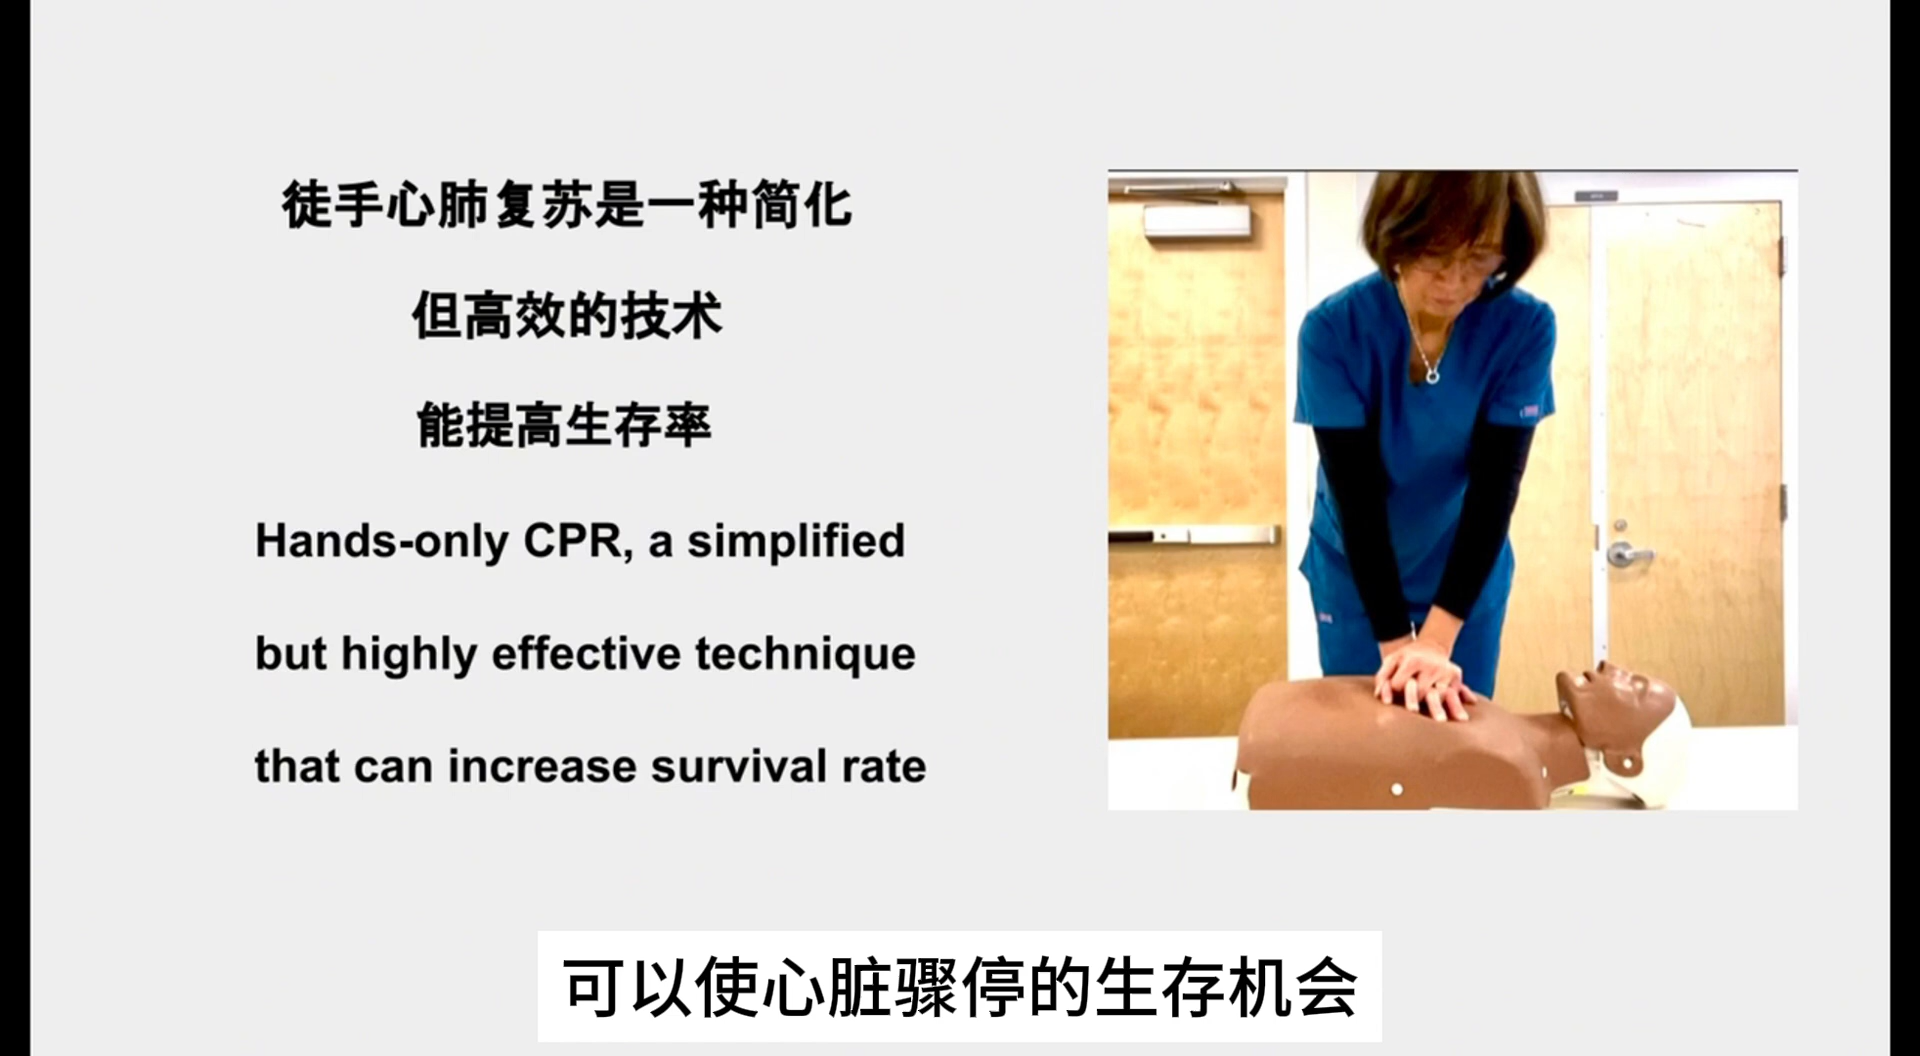 徒手心肺复苏是一种简化
但高效的技术
能提高生存率
Hands-only CPR, a simplified
but highly effective technique
that can increase survival rate
可以使心脏骤停的生存机会